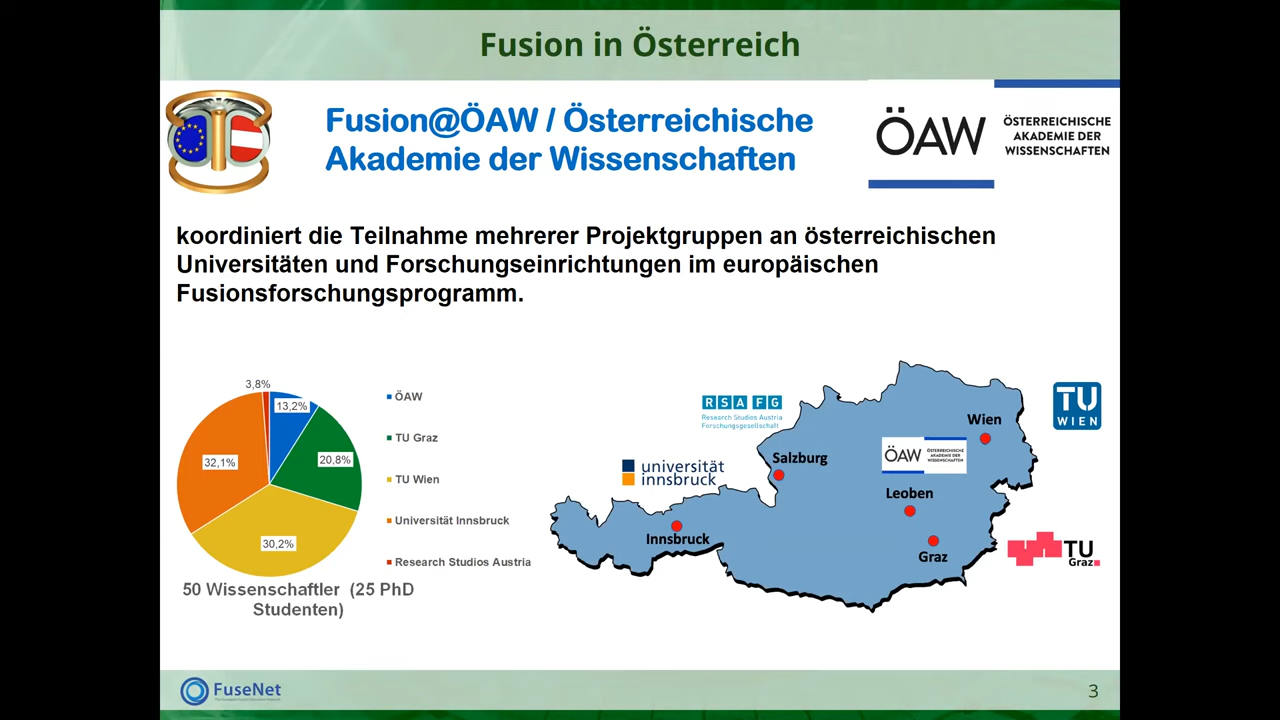 Fusion in Österreich
Fusion@ÖAW / Österreichische
Akademie der Wissenschaften
ÖAW
ÖSTERREICHISCHE
AKADEMIE DER
WISSENSCHAFTEN
koordiniert die Teilnahme mehrerer Projektgruppen an österreichischen
Universitäten und Forschungseinrichtungen im europäischen
Fusionsforschungsprogramm.
3,8%
13,2%
20,8%
30,2%
32,1%
ÖAW
TU Graz
TU Wien
Universität Innsbruck
Research Studios Austria
50 Wissenschaftler (25 PhD
Studenten)
RSA FG
Research Studios Austria
Forschungsgesellschaft
universität
innsbruck
Salzburg
Innsbruck
ÖAW
ÖSTERREICHISCHE
AKADEMIE DER
WISSENSCHAFTEN
Wien
Leoben
Graz
TU
WIEN
TU
Graz
FuseNet
3